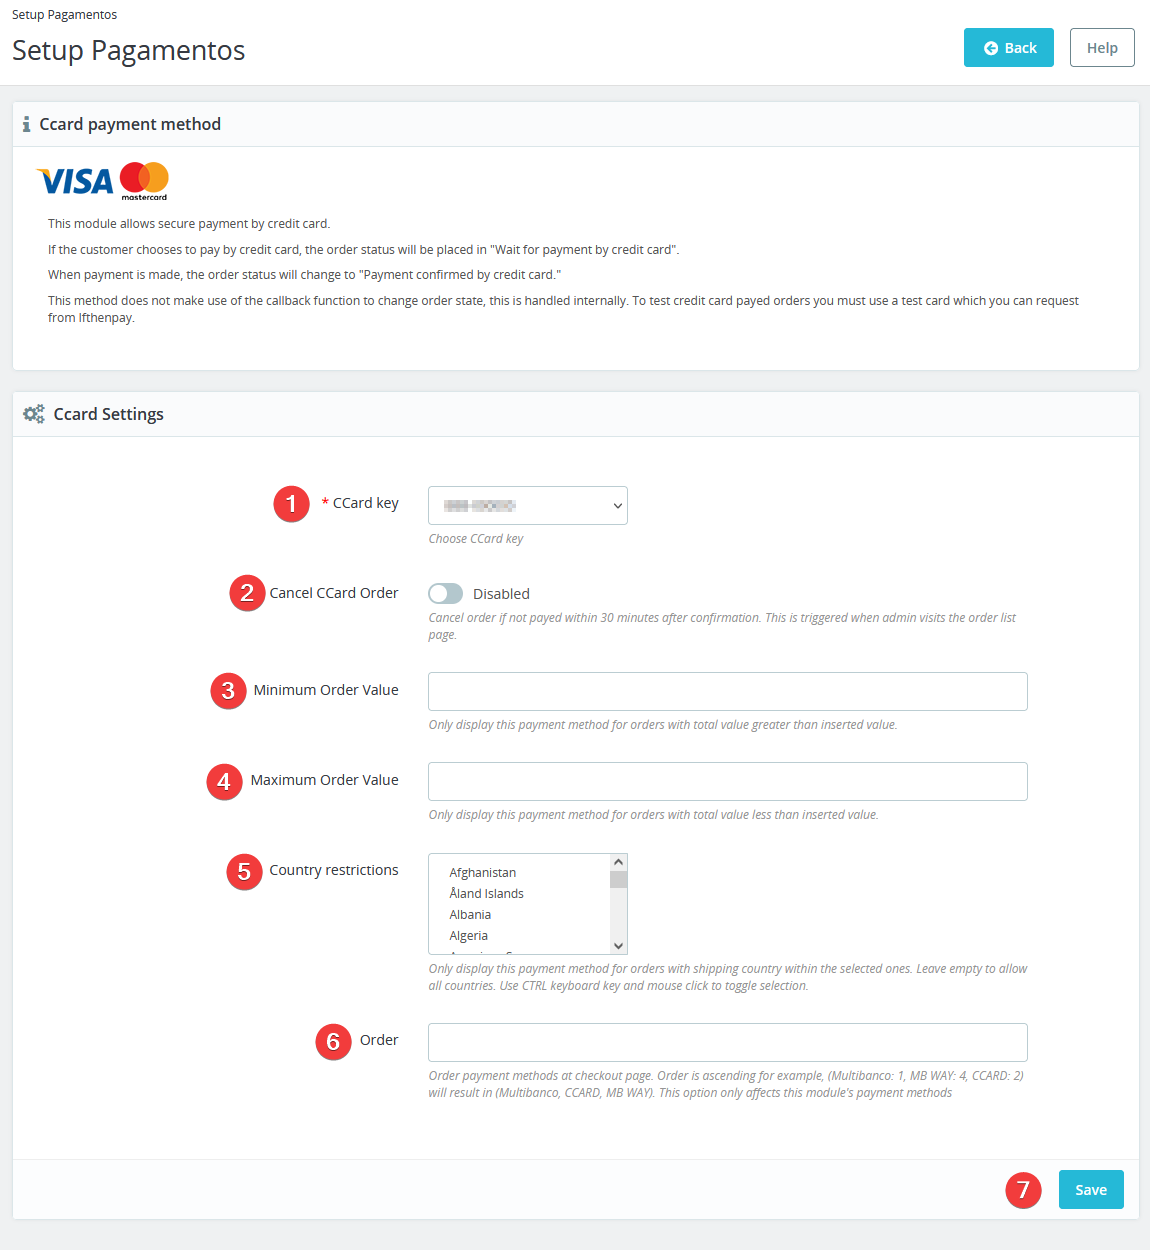 Setup Pagamentos
Setup Pagamentos
Back
Help
Ccard payment method
VISA
mastercard
This module allows secure payment by credit card.
If the customer chooses to pay by credit card, the order status will be placed in "Wait for payment by credit card".
When payment is made, the order status will change to "Payment confirmed by credit card."
This method does not make use of the callback function to change order state, this is handled internally. To test credit card payed orders you must use a test card which you can request
from Ifthenpay.
Ccard Settings
1 * CCard key
Choose CCard key
2 Cancel CCard Order Disabled
Cancel order if not payed within 30 minutes after confirmation. This is triggered when admin visits the order list
page.
3 Minimum Order Value
Only display this payment method for orders with total value greater than inserted value.
4 Maximum Order Value
Only display this payment method for orders with total value less than inserted value.
5 Country restrictions
Afghanistan
Åland Islands
Albania
Algeria
Only display this payment method for orders with shipping country within the selected ones. Leave empty to allow
all countries. Use CTRL keyboard key and mouse click to toggle selection.
6 Order
Order payment methods at checkout page. Order is ascending for example, (Multibanco: 1, MB WAY: 4, CCARD: 2)
will result in (Multibanco, CCARD, MB WAY). This option only affects this module's payment methods
7 Save